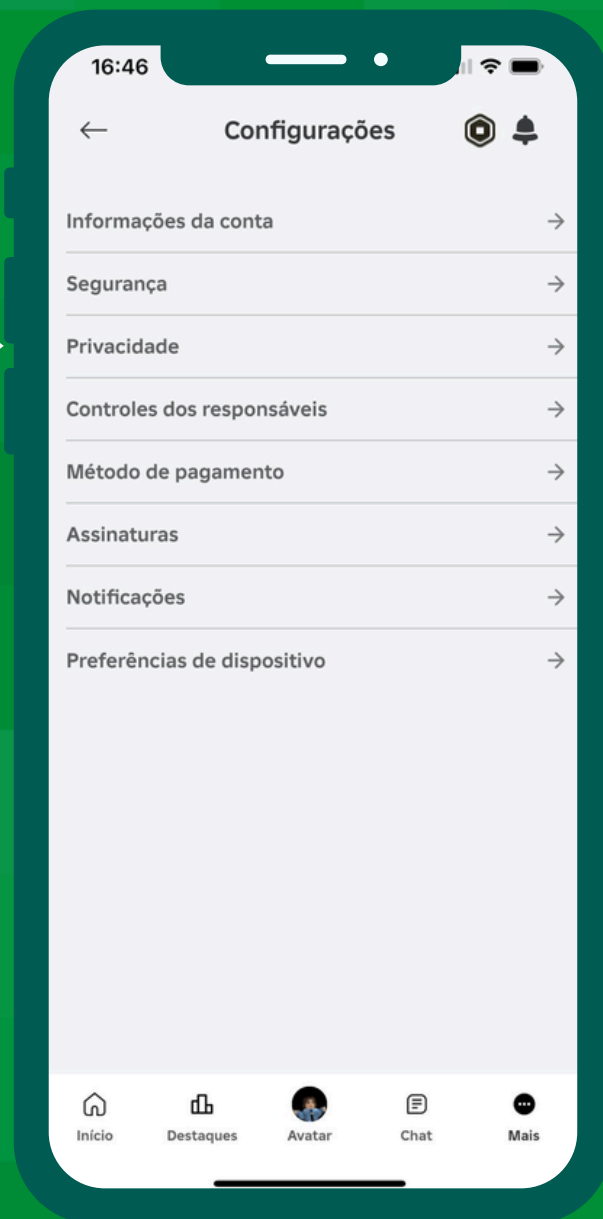 16:46
Configurações
Informações da conta
Segurança
Privacidade
Controles dos responsáveis
Método de pagamento
Assinaturas
Notificações
Preferências de dispositivo
Início
Destaques
Avatar
Chat
Mais